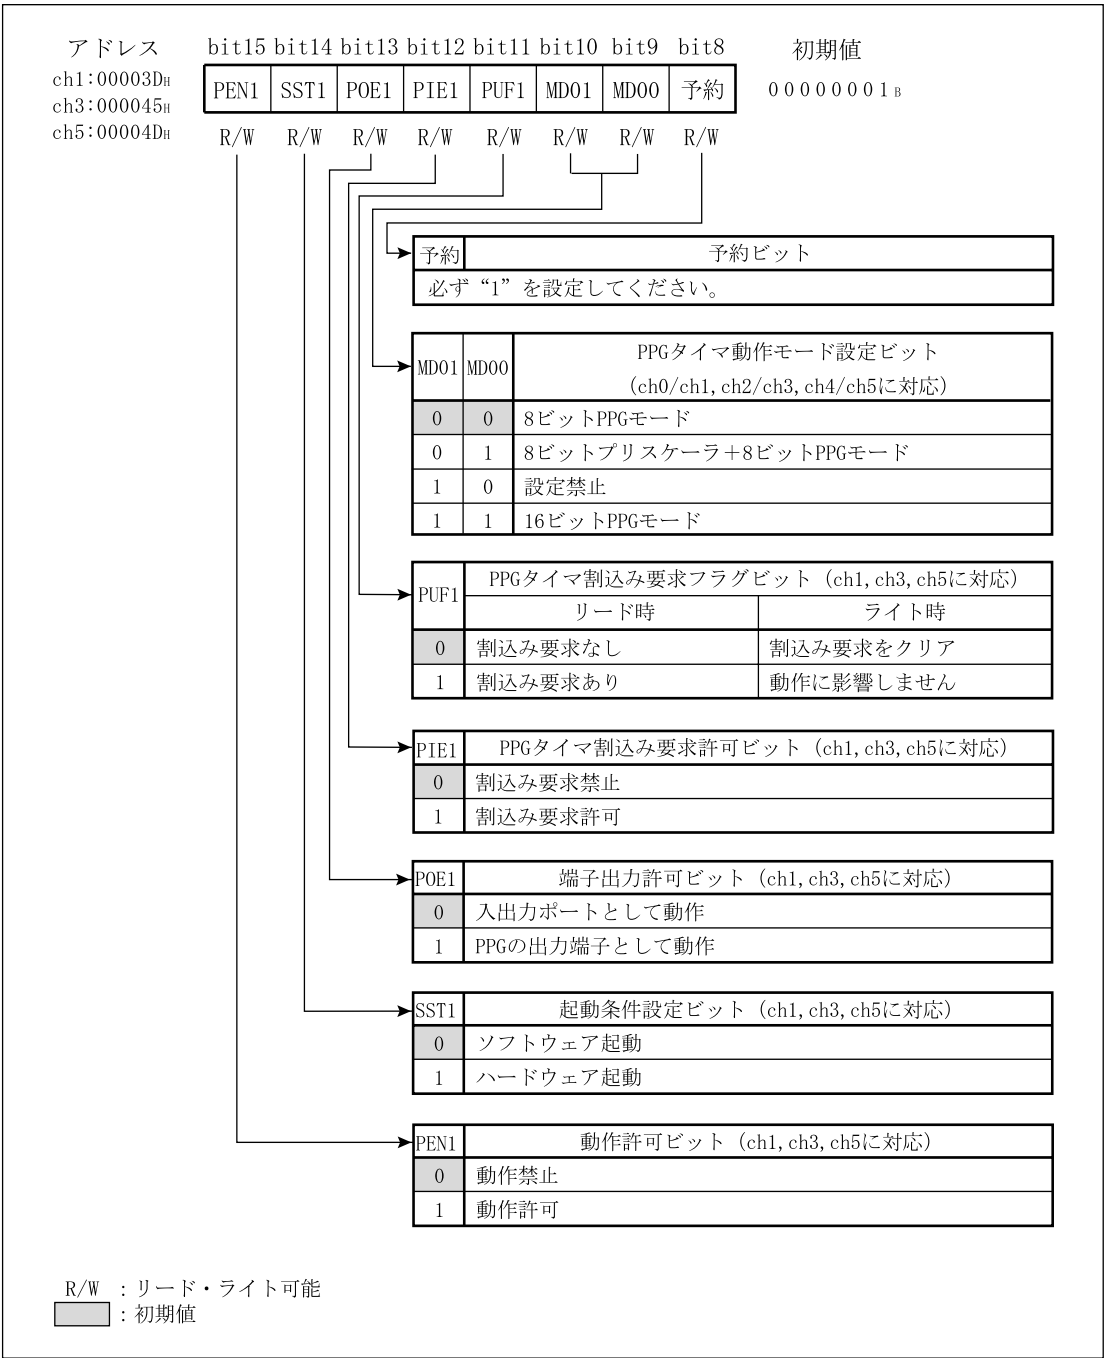 アドレス bit15 bit14 bit13 bit12 bit11 bit10 bit9 bit8 初期値
ch1:00003DH PEN1 SST1 POE1 PIE1 PUF1 MD01 MD00 予約 00000001B
ch3:000045H
ch5:00004DH R/W R/W R/W R/W R/W R/W R/W R/W
予約 予約ビット
必ず“1”を設定してください。
MD01 MD00 PPGタイマ動作モード設定ビット
(ch0/ch1, ch2/ch3, ch4/ch5に対応)
0 0 8ビットPPGモード
0 1 8ビットプリスケーラ+8ビットPPGモード
1 0 設定禁止
1 1 16ビットPPGモード
PUF1 PPGタイマ割込み要求フラグビット (ch1, ch3, ch5に対応)
リード時 ライト時
0 割込み要求なし 割込み要求をクリア
1 割込み要求あり 動作に影響しません
PIE1 PPGタイマ割込み要求許可ビット (ch1, ch3, ch5に対応)
0 割込み要求禁止
1 割込み要求許可
POE1 端子出力許可ビット (ch1, ch3, ch5に対応)
0 入出力ポートとして動作
1 PPGの出力端子として動作
SST1 起動条件設定ビット (ch1, ch3, ch5に対応)
0 ソフトウェア起動
1 ハードウェア起動
PEN1 動作許可ビット (ch1, ch3, ch5に対応)
0 動作禁止
1 動作許可
R/W :リード・ライト可能
:初期値